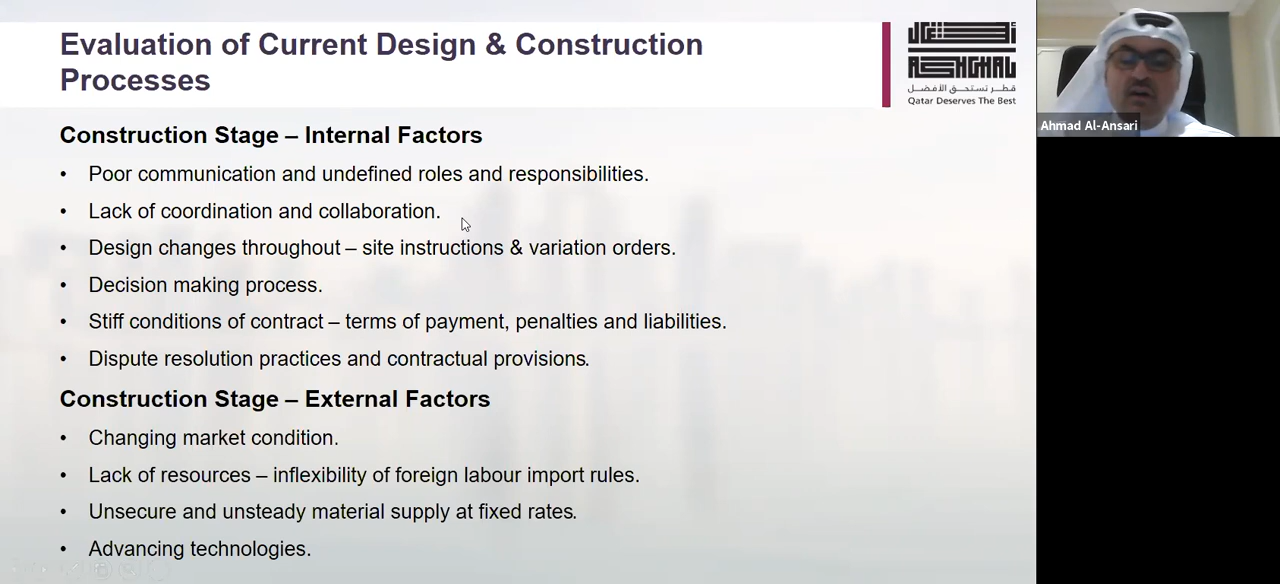 Evaluation of Current Design & Construction
Processes
أشغال
ASHGHAL
قطر تستحق الأفضل
Qatar Deserves The Best
Ahmad Al-Ansari
Construction Stage – Internal Factors
• Poor communication and undefined roles and responsibilities.
• Lack of coordination and collaboration.
• Design changes throughout – site instructions & variation orders.
• Decision making process.
• Stiff conditions of contract – terms of payment, penalties and liabilities.
• Dispute resolution practices and contractual provisions.
Construction Stage – External Factors
• Changing market condition.
• Lack of resources – inflexibility of foreign labour import rules.
• Unsecure and unsteady material supply at fixed rates.
• Advancing technologies.